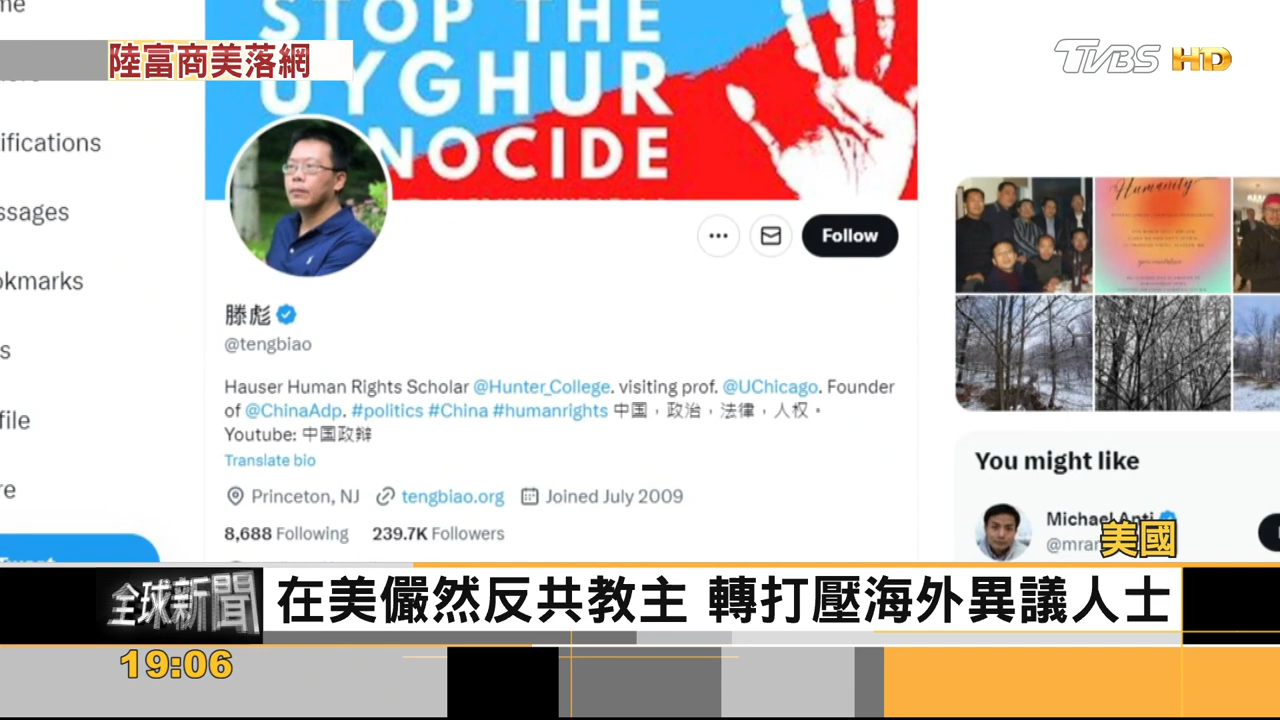 me
STOP THE
陸富商美落網
TVBS HD
UYGHUR
NOCIDE
ifications
ssages
okmarks
s
file
re
Humanity
Follow
滕彪
@tengbiao
Hauser Human Rights Scholar @Hunter_College. visiting prof. @UChicago. Founder
of @ChinaAdp. #politics #China #humanrights 中国，政治，法律，人权。
Youtube: 中国政辩
Translate bio
Princeton, NJ tengbiao.org Joined July 2009
8,688 Following 239.7K Followers
You might like
Michael Anti
@mran
美國
全球新聞
在美儼然反共教主 轉打壓海外異議人士
19:06